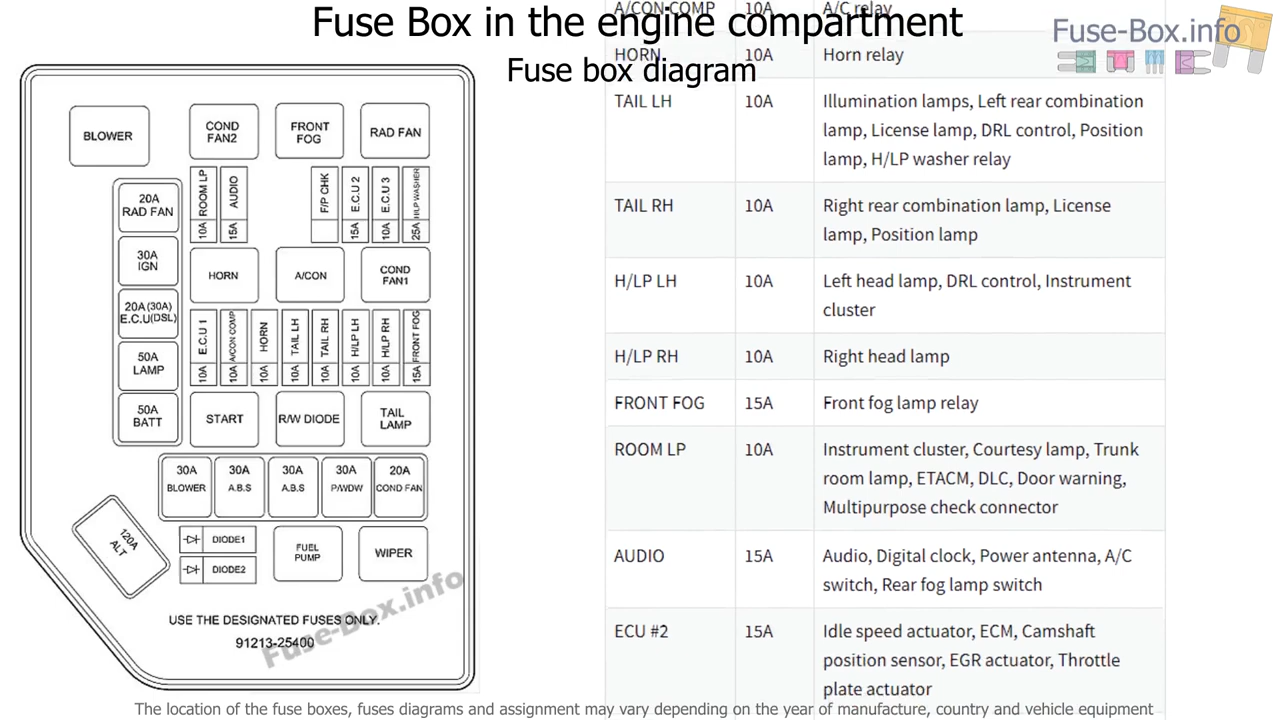 Fuse Box in the engine compartment
Fuse box diagram
Fuse-Box.info
BLOWER
COND
FAN2
FRONT
FOG
RAD FAN
20A
RAD FAN
30A
IGN
20A(30A)
E.C.U(DSL)
50A
LAMP
50A
BATT
ROOM LP 10A
AUDIO 15A
F/P CHK
E.C.U 2 15A
E.C.U 3 10A
H/LP WASHER 25A
HORN
A/CON
COND
FAN1
E.C.U 1 10A
A/CON COMP 10A
HORN 10A
TAIL LH 10A
TAIL RH 10A
H/LP LH 10A
H/LP RH 10A
FRONT FOG 15A
START
R/W DIODE
TAIL
LAMP
30A
BLOWER
30A
A.B.S
30A
A.B.S
30A
P/WDW
20A
COND FAN
120A
ALT
DIODE1
DIODE2
FUEL
PUMP
WIPER
USE THE DESIGNATED FUSES ONLY.
91213-25400
Fuse-Box.info
A/CON COMP 10A A/C relay
HORN 10A Horn relay
TAIL LH 10A Illumination lamps, Left rear combination
lamp, License lamp, DRL control, Position
lamp, H/LP washer relay
TAIL RH 10A Right rear combination lamp, License
lamp, Position lamp
H/LP LH 10A Left head lamp, DRL control, Instrument
cluster
H/LP RH 10A Right head lamp
FRONT FOG 15A Front fog lamp relay
ROOM LP 10A Instrument cluster, Courtesy lamp, Trunk
room lamp, ETACM, DLC, Door warning,
Multipurpose check connector
AUDIO 15A Audio, Digital clock, Power antenna, A/C
switch, Rear fog lamp switch
ECU #2 15A Idle speed actuator, ECM, Camshaft
position sensor, EGR actuator, Throttle
plate actuator
The location of the fuse boxes, fuses diagrams and assignment may vary depending on the year of manufacture, country and vehicle equipment